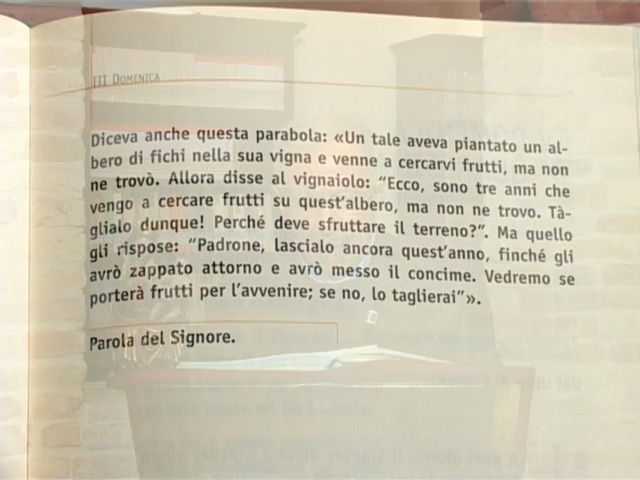 III DOMENICA
Diceva anche questa parabola: «Un tale aveva piantato un al-
bero di fichi nella sua vigna e venne a cercarvi frutti, ma non
ne trovò. Allora disse al vignaiolo: “Ecco, sono tre anni che
vengo a cercare frutti su quest’albero, ma non ne trovo. Tà-
glialo dunque! Perché deve sfruttare il terreno?”. Ma quello
gli rispose: “Padrone, lascialo ancora quest’anno, finché gli
avrò zappato attorno e avrò messo il concime. Vedremo se
porterà frutti per l’avvenire; se no, lo taglierai”».
Parola del Signore.